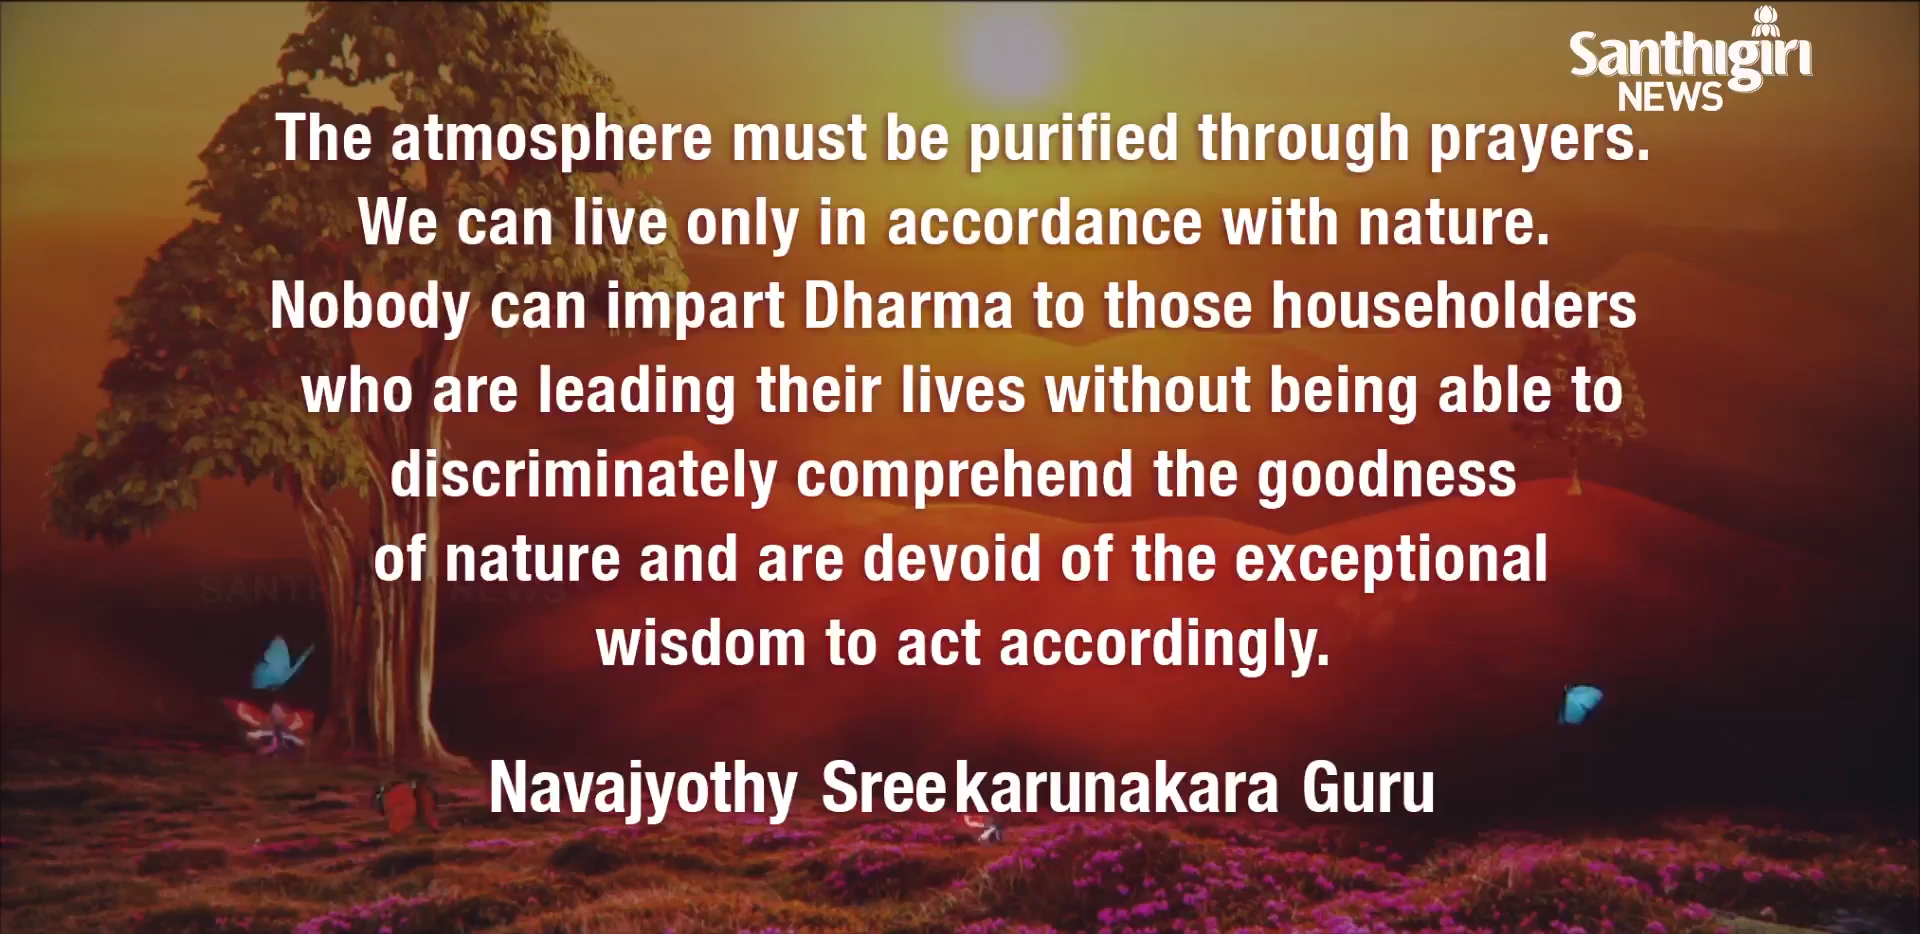 Santhigiri
NEWS
The atmosphere must be purified through prayers.
We can live only in accordance with nature.
Nobody can impart Dharma to those householders
who are leading their lives without being able to
discriminately comprehend the goodness
of nature and are devoid of the exceptional
wisdom to act accordingly.
SANTHIGIRI NEWS
Navajyothy Sreekarunakara Guru